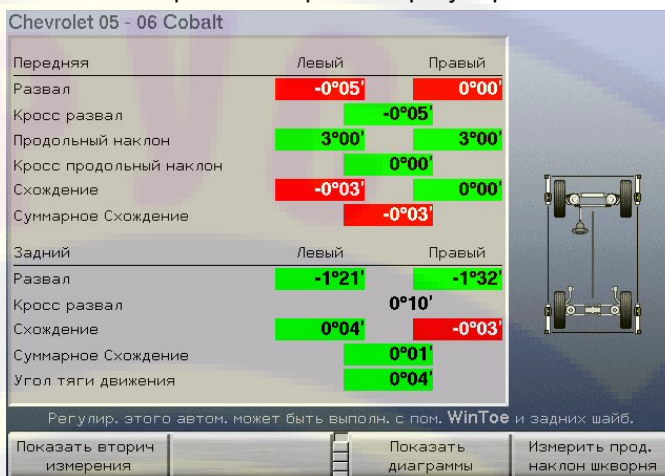 Chevrolet 05 - 06 Cobalt
Передняя Левый Правый
Развал -0°05' 0°00'
Кросс развал -0°05'
Продольный наклон 3°00' 3°00'
Кросс продольный наклон 0°00'
Схождение -0°03' 0°00'
Суммарное Схождение -0°03'
Задний Левый Правый
Развал -1°21' -1°32'
Кросс развал 0°10'
Схождение 0°04' -0°03'
Суммарное Схождение 0°01'
Угол тяги движения 0°04'
Регулир. этого автом. может быть выполн. с пом. WinToe и задних шайб.
Показать вторич измерения
Показать диаграммы
Измерить прод. наклон шкворня